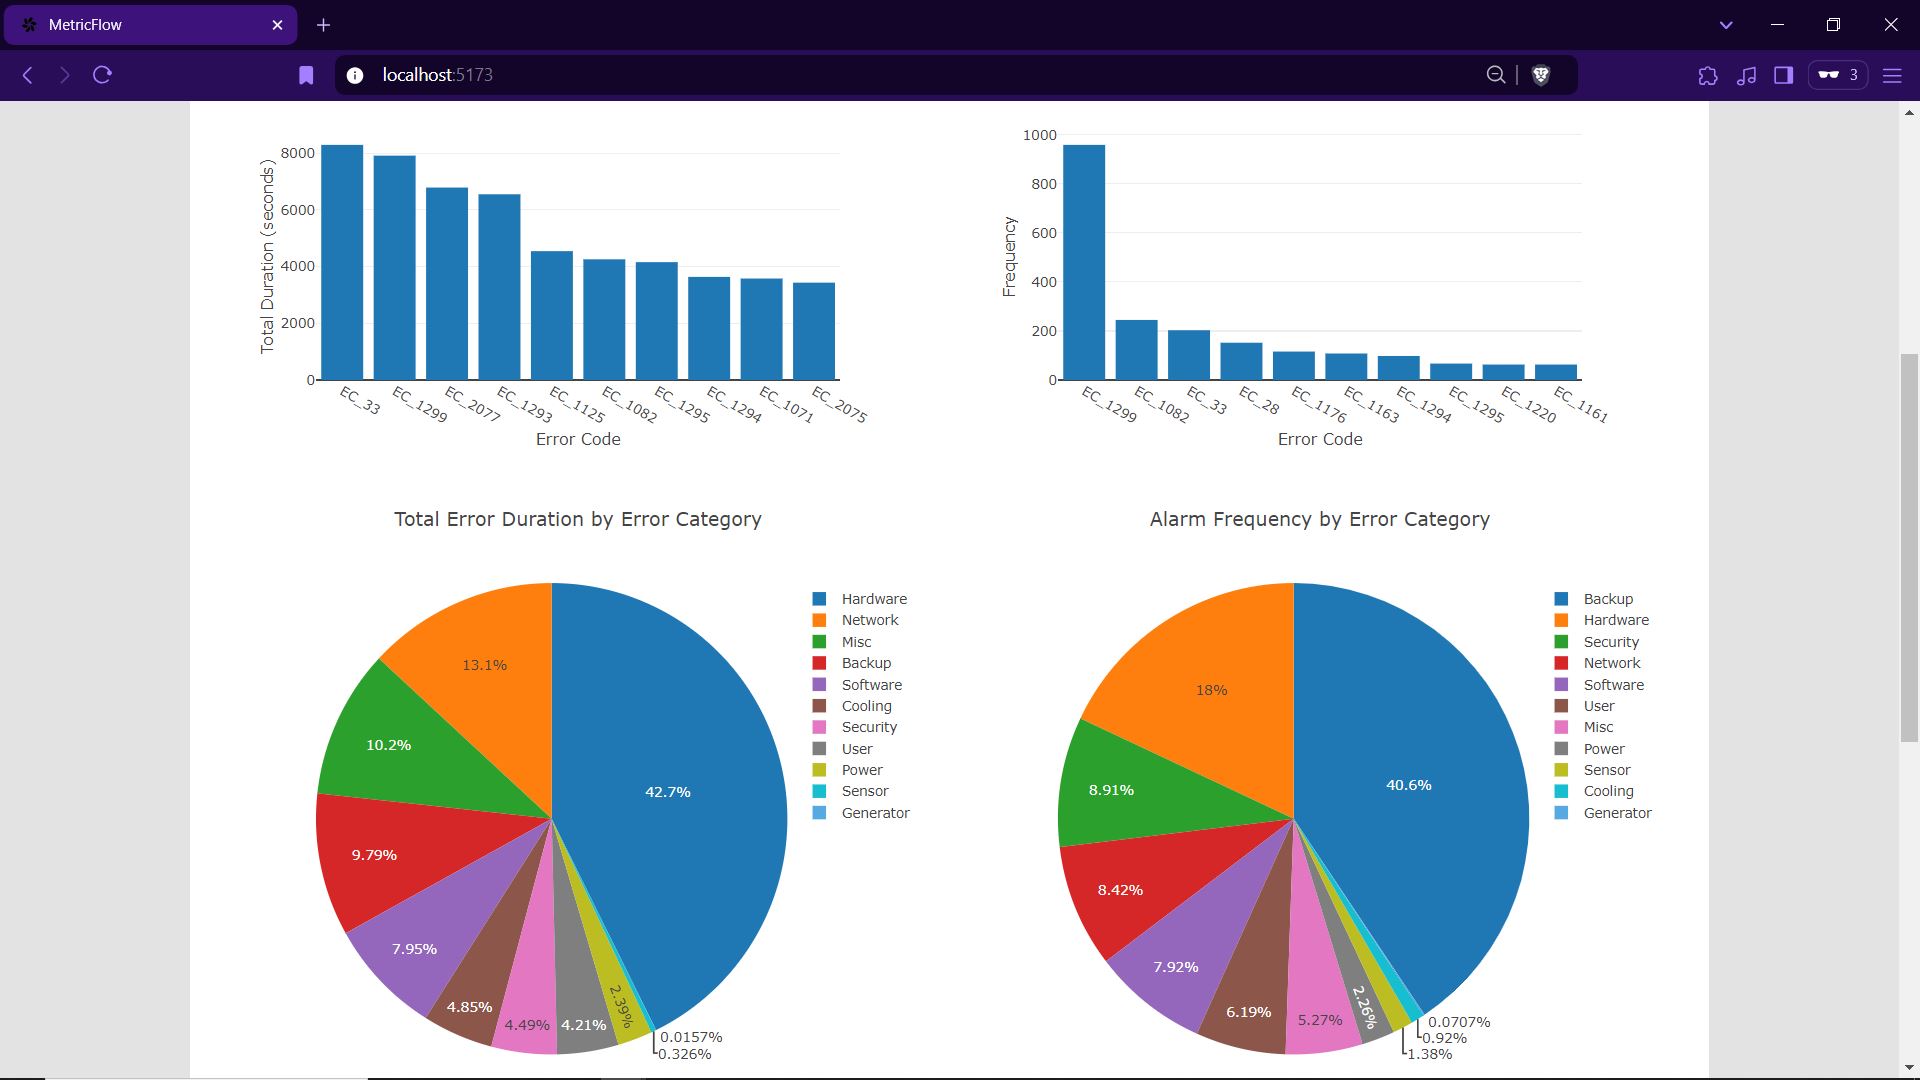 MetricFlow
localhost:5173
3
8000
6000
4000
2000
0
Total Duration (seconds)
EC_33
EC_1299
EC_2077
EC_1293
EC_1125
EC_1082
EC_1295
EC_1294
EC_1071
EC_2075
Error Code
1000
800
600
400
200
0
Frequency
EC_1299
EC_1082
EC_33
EC_28
EC_1176
EC_1163
EC_1294
EC_1295
EC_1220
EC_1161
Error Code
Total Error Duration by Error Category
13.1%
10.2%
42.7%
9.79%
7.95%
4.85%
4.49%
4.21%
2.39%
0.0157%
0.326%
Hardware
Network
Misc
Backup
Software
Cooling
Security
User
Power
Sensor
Generator
Alarm Frequency by Error Category
18%
8.91%
40.6%
8.42%
7.92%
6.19%
5.27%
2.26%
0.0707%
0.92%
1.38%
Backup
Hardware
Security
Network
Software
User
Misc
Power
Sensor
Cooling
Generator